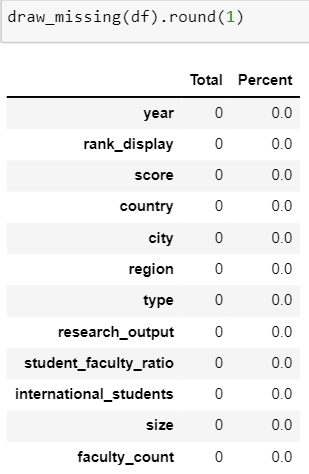 draw_missing(df).round(1)
Total Percent
year 0 0.0
rank_display 0 0.0
score 0 0.0
country 0 0.0
city 0 0.0
region 0 0.0
type 0 0.0
research_output 0 0.0
student_faculty_ratio 0 0.0
international_students 0 0.0
size 0 0.0
faculty_count 0 0.0